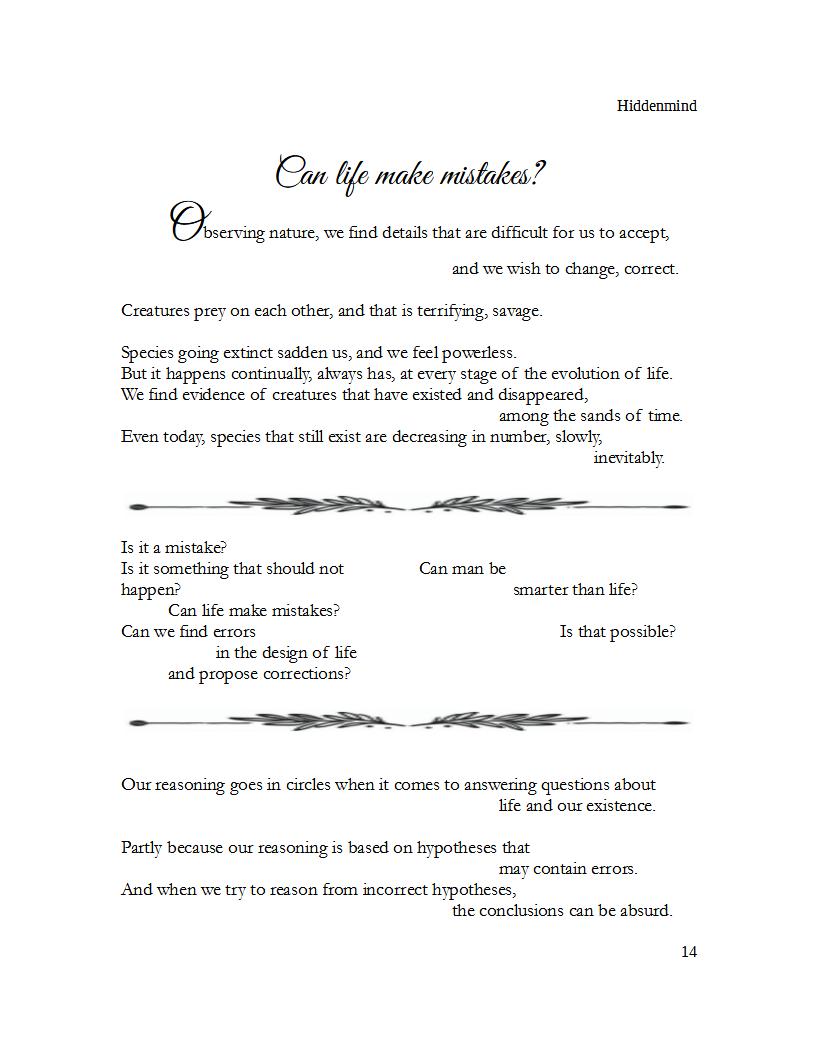 Hiddenmind
Can life make mistakes?
Observing nature, we find details that are difficult for us to accept,
and we wish to change, correct.
Creatures prey on each other, and that is terrifying, savage.
Species going extinct sadden us, and we feel powerless.
But it happens continually, always has, at every stage of the evolution of life.
We find evidence of creatures that have existed and disappeared,
among the sands of time.
Even today, species that still exist are decreasing in number, slowly,
inevitably.
Is it a mistake?
Is it something that should not
happen?
Can life make mistakes?
Can we find errors
in the design of life
and propose corrections?
Can man be
smarter than life?
Is that possible?
Our reasoning goes in circles when it comes to answering questions about
life and our existence.
Partly because our reasoning is based on hypotheses that
may contain errors.
And when we try to reason from incorrect hypotheses,
the conclusions can be absurd.
14